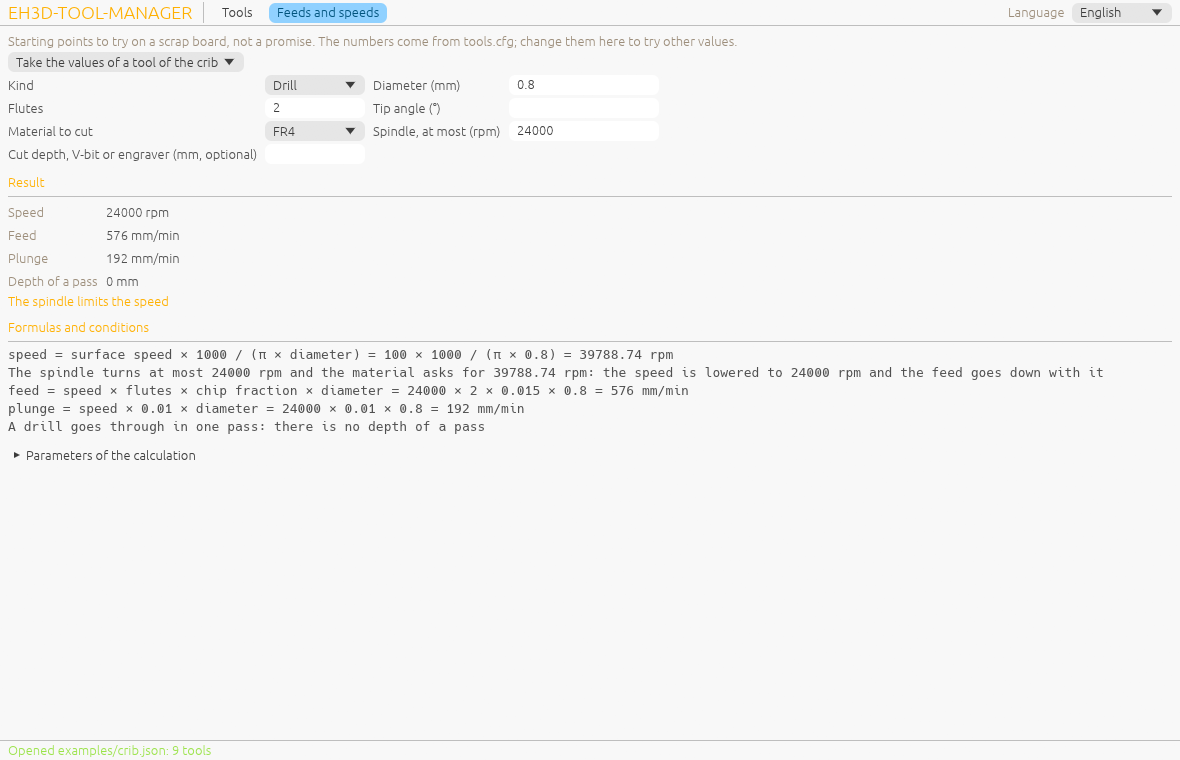 EH3D-TOOL-MANAGER Tools Feeds and speeds Language English
Starting points to try on a scrap board, not a promise. The numbers come from tools.cfg; change them here to try other values.
Take the values of a tool of the crib
Kind Drill Diameter (mm) 0.8
Flutes 2 Tip angle (°)
Material to cut FR4 Spindle, at most (rpm) 24000
Cut depth, V-bit or engraver (mm, optional)
Result
Speed 24000 rpm
Feed 576 mm/min
Plunge 192 mm/min
Depth of a pass 0 mm
The spindle limits the speed
Formulas and conditions
speed = surface speed × 1000 / (π × diameter) = 100 × 1000 / (π × 0.8) = 39788.74 rpm
The spindle turns at most 24000 rpm and the material asks for 39788.74 rpm: the speed is lowered to 24000 rpm and the feed goes down with it
feed = speed × flutes × chip fraction × diameter = 24000 × 2 × 0.015 × 0.8 = 576 mm/min
plunge = speed × 0.01 × diameter = 24000 × 0.01 × 0.8 = 192 mm/min
A drill goes through in one pass: there is no depth of a pass
Parameters of the calculation
Opened examples/crib.json: 9 tools